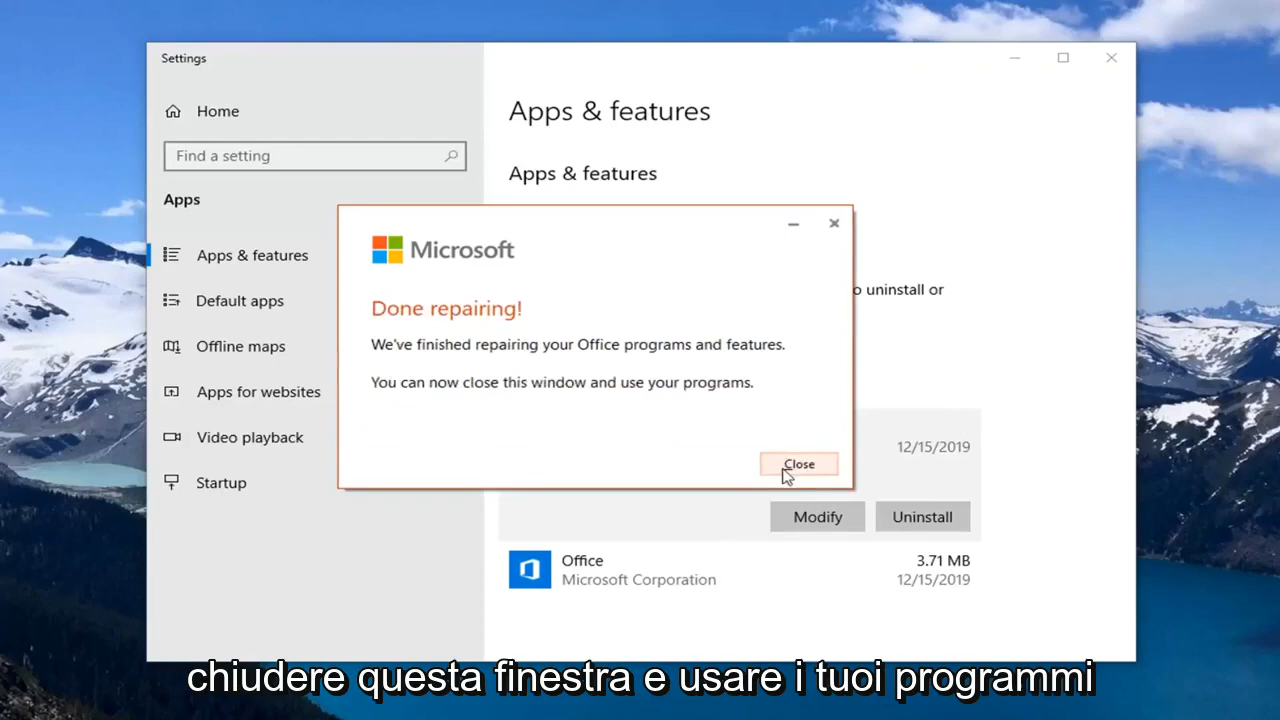 Settings
Home
Find a setting
Apps
Apps & features
Default apps
Offline maps
Apps for websites
Video playback
Startup
Apps & features
Apps & features
o uninstall or
Microsoft
Done repairing!
We've finished repairing your Office programs and features.
You can now close this window and use your programs.
Close
12/15/2019
Modify Uninstall
Office 3.71 MB
Microsoft Corporation 12/15/2019
chiudere questa finestra e usare i tuoi programmi